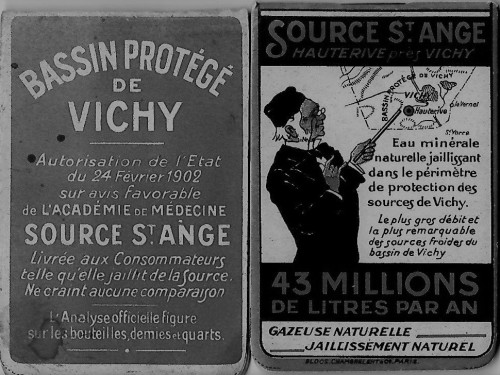 BASSIN PROTÉGÉ
DE
VICHY
Autorisation de l'Etat
du 24 Février 1902
sur avis favorable
de L'ACADÉMIE DE MÉDECINE
SOURCE ST ANGE
Livrée aux Consommateurs
telle qu'elle jaillit de la Source.
Ne craint aucune comparaison
L'Analyse officielle figure
sur les bouteilles, demies et quarts.
SOURCE ST ANGE
HAUTERIVE près VICHY
BASSIN PROTÉGÉ DE VICHY
VICHY
Hauterive
St Yorre
Eau minérale
naturelle jaillissant
dans le périmètre
de protection des
sources de Vichy.
Le plus gros débit et
la plus remarquable
des sources froides du
bassin de Vichy
43 MILLIONS
DE LITRES PAR AN
GAZEUSE NATURELLE
JAILLISSEMENT NATUREL